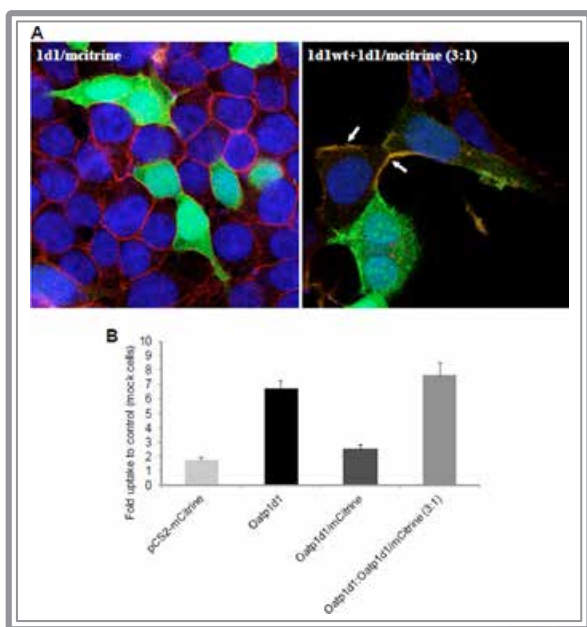 A
1d1/mcitrine
1d1wt+1d1/mcitrine (3:1)
B
Fold uptake to control (mock cells)
10
9
8
7
6
5
4
3
2
1
0
pCS2-mCitrine
Oatp1d1
Oatp1d1/mCitrine
Oatp1d1:Oatp1d1/mCitrine (3:1)